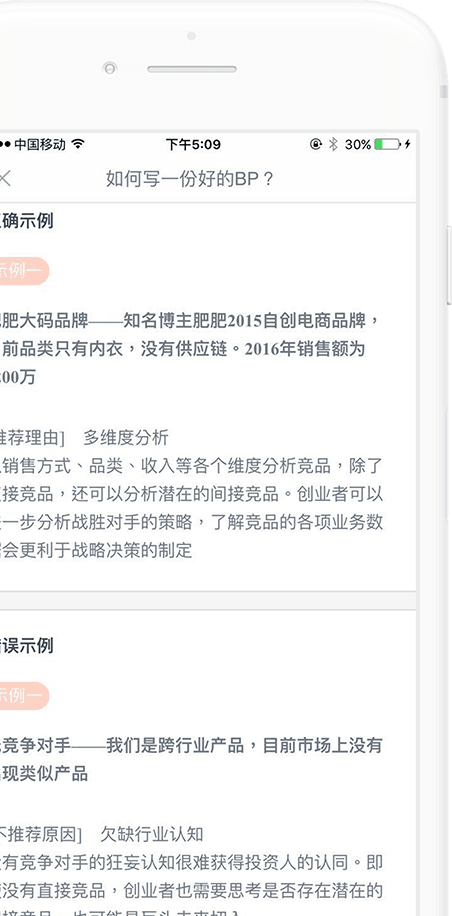 中国移动 下午5:09 30%
如何写一份好的BP？
确示例
示例一
肥大码品牌——知名博主肥肥2015自创电商品牌，
前品类只有内衣，没有供应链。2016年销售额为
00万
推荐理由] 多维度分析
销售方式、品类、收入等各个维度分析竞品，除了
接竞品，还可以分析潜在的间接竞品。创业者可以
一步分析战胜对手的策略，了解竞品的各项业务数
会更利于战略决策的制定
误示例
示例一
竞争对手——我们是跨行业产品，目前市场上没有
现类似产品
不推荐原因] 欠缺行业认知
有竞争对手的狂妄认知很难获得投资人的认同。即
没有直接竞品，创业者也需要思考是否存在潜在的